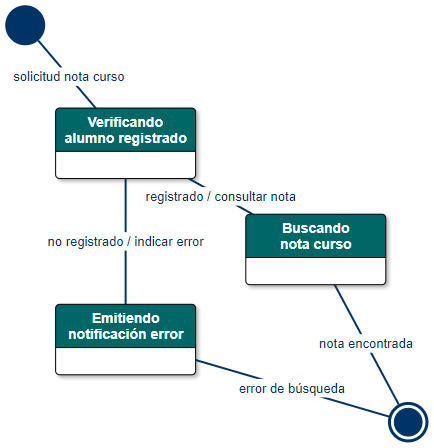 solicitud nota curso
Verificando
alumno registrado
registrado / consultar nota
Buscando
nota curso
no registrado / indicar error
Emitiendo
notificación error
nota encontrada
error de búsqueda